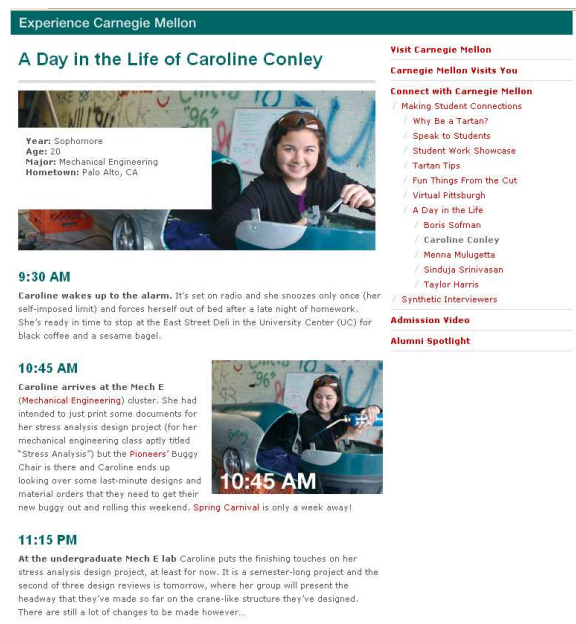 Experience Carnegie Mellon
A Day in the Life of Caroline Conley
Year: Sophomore
Age: 20
Major: Mechanical Engineering
Hometown: Palo Alto, CA
"96"
9:30 AM
Caroline wakes up to the alarm. It's set on radio and she snoozes only once (her
self-imposed limit) and forces herself out of bed after a late night of homework.
She's ready in time to stop at the East Street Deli in the University Center (UC) for
black coffee and a sesame bagel.
10:45 AM
Caroline arrives at the Mech E
(Mechanical Engineering) cluster. She had
intended to just print some documents for
her stress analysis design project (for her
mechanical engineering class aptly titled
"Stress Analysis") but the Pioneers' Buggy
Chair is there and Caroline ends up
looking over some last-minute designs and
material orders that they need to get their
new buggy out and rolling this weekend. Spring Carnival is only a week away!
"96"
10:45 AM
11:15 PM
At the undergraduate Mech E lab Caroline puts the finishing touches on her
stress analysis design project, at least for now. It is a semester-long project and the
second of three design reviews is tomorrow, where her group will present the
headway that they've made so far on the crane-like structure they've designed.
There are still a lot of changes to be made however...
Visit Carnegie Mellon
Carnegie Mellon Visits You
Connect with Carnegie Mellon
/ Making Student Connections
/ Why Be a Tartan?
/ Speak to Students
/ Student Work Showcase
/ Tartan Tips
/ Fun Things From the Cut
/ Virtual Pittsburgh
/ A Day in the Life
/ Boris Sofman
/ Caroline Conley
/ Menna Mulugetta
/ Sinduja Srinivasan
/ Taylor Harris
/ Synthetic Interviewers
Admission Video
Alumni Spotlight